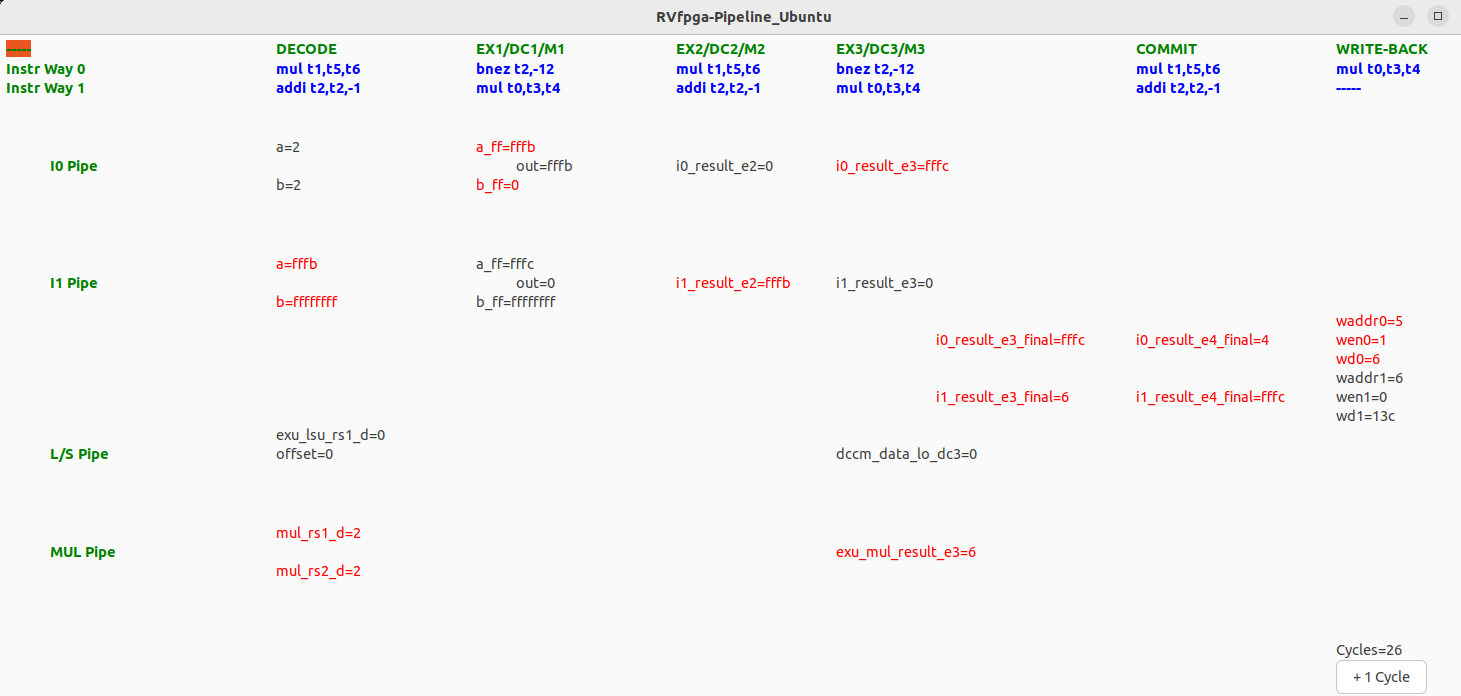 RVfpga-Pipeline_Ubuntu
-----
DECODE EX1/DC1/M1 EX2/DC2/M2 EX3/DC3/M3 COMMIT WRITE-BACK
Instr Way 0 mul t1,t5,t6 bnez t2,-12 mul t1,t5,t6 bnez t2,-12 mul t1,t5,t6 mul t0,t3,t4
Instr Way 1 addi t2,t2,-1 mul t0,t3,t4 addi t2,t2,-1 mul t0,t3,t4 addi t2,t2,-1 -----
a=2 a_ff=fffb
I0 Pipe out=fffb i0_result_e2=0 i0_result_e3=fffc
b=2 b_ff=0
a=fffb a_ff=fffc
I1 Pipe out=0 i1_result_e2=fffb i1_result_e3=0
b=ffffffff b_ff=ffffffff
waddr0=5
i0_result_e3_final=fffc i0_result_e4_final=4 wen0=1
wd0=6
waddr1=6
i1_result_e3_final=6 i1_result_e4_final=fffc wen1=0
wd1=13c
exu_lsu_rs1_d=0
L/S Pipe offset=0 dccm_data_lo_dc3=0
mul_rs1_d=2
MUL Pipe exu_mul_result_e3=6
mul_rs2_d=2
Cycles=26
+ 1 Cycle